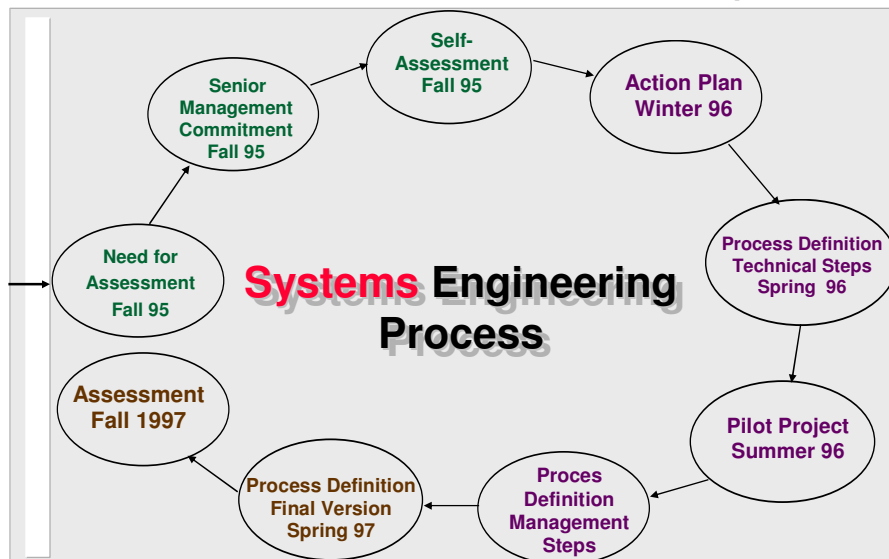 Need for
Assessment
Fall 95
Senior
Management
Commitment
Fall 95
Self-
Assessment
Fall 95
Action Plan
Winter 96
Process Definition
Technical Steps
Spring 96
Pilot Project
Summer 96
Proces
Definition
Management
Steps
Process Definition
Final Version
Spring 97
Assessment
Fall 1997
Systems Engineering
Process